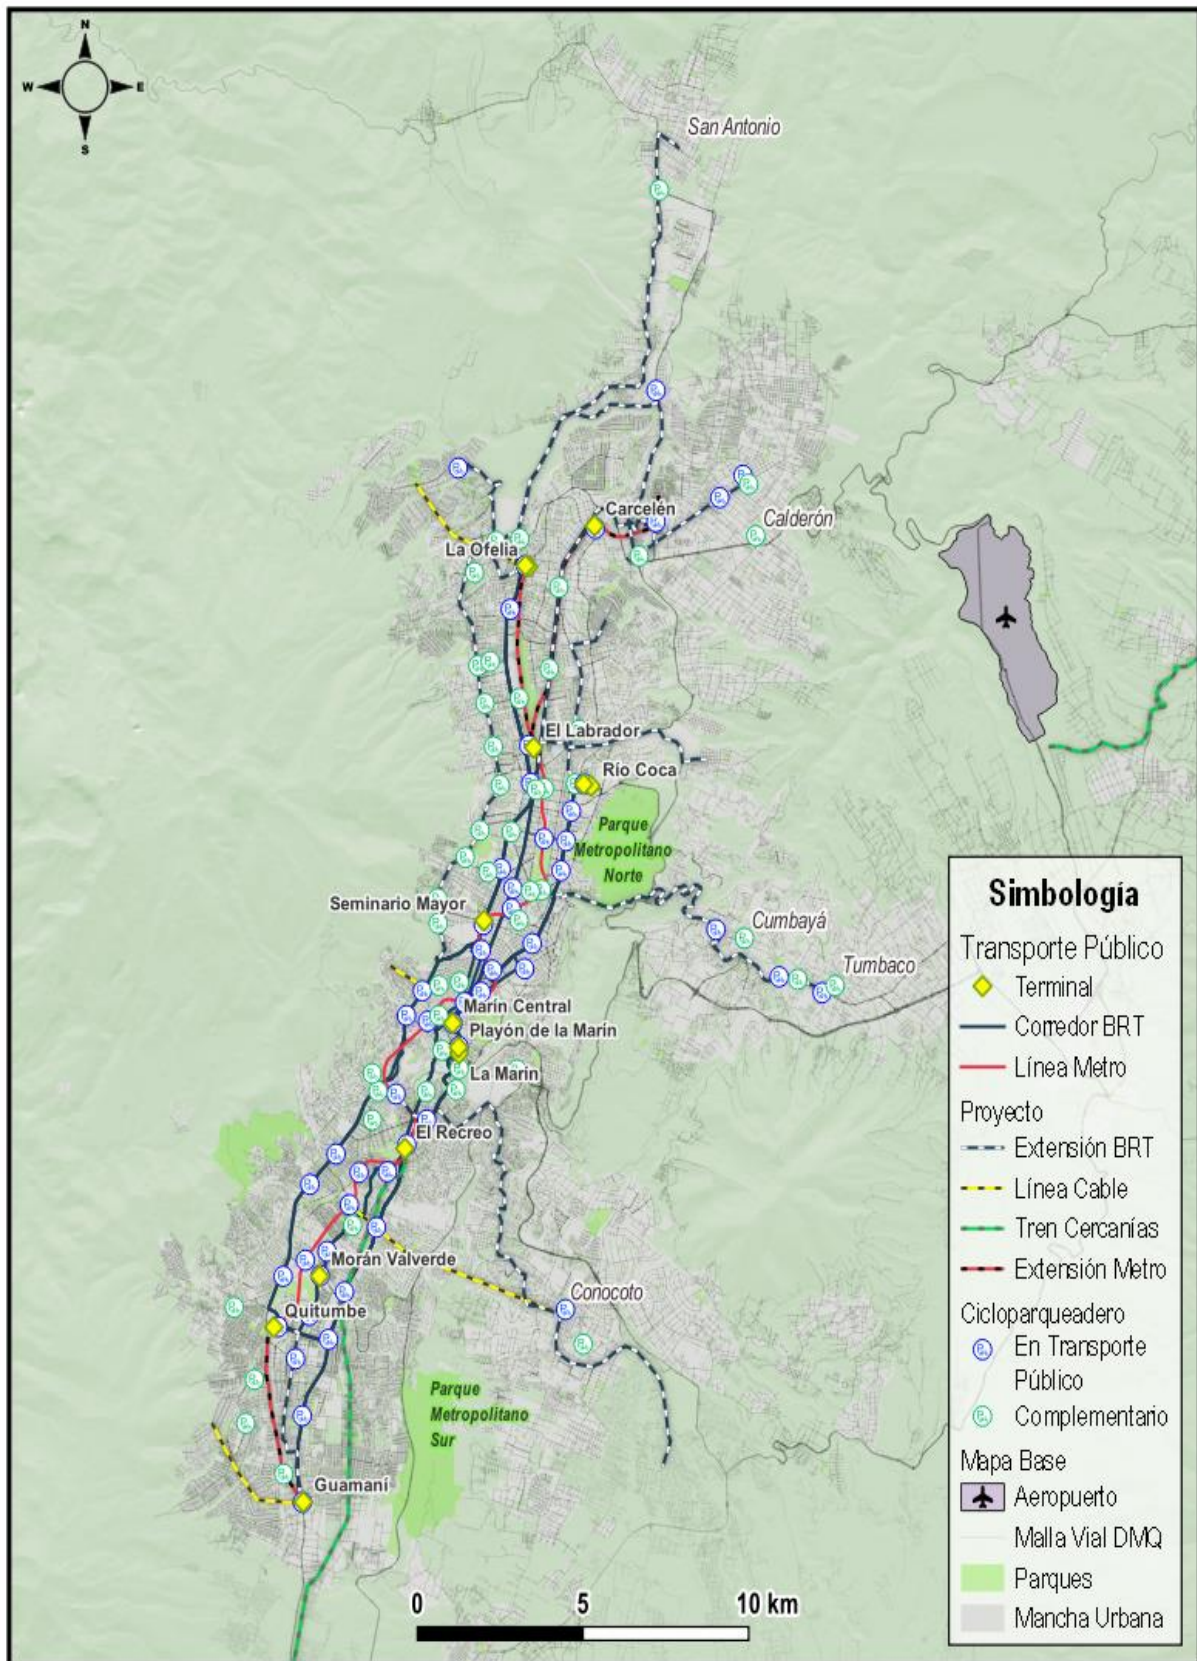 N
W
E
S
San Antonio
Carcelén
Calderón
La Ofelia
El Labrador
Río Coca
Parque
Metropolitano
Norte
Seminario Mayor
Cumbayá
Tumbaco
Marín Central
Playón de la Marín
La Marín
El Recreo
Morán Valverde
Quitumbe
Conocoto
Parque
Metropolitano
Sur
Guamaní
0 5 10 km
Simbología
Transporte Público
Terminal
Corredor BRT
Línea Metro
Proyecto
Extensión BRT
Línea Cable
Tren Cercanías
Extensión Metro
Cicloparqueadero
En Transporte
Público
Complementario
Mapa Base
Aeropuerto
Malla Vial DMQ
Parques
Mancha Urbana